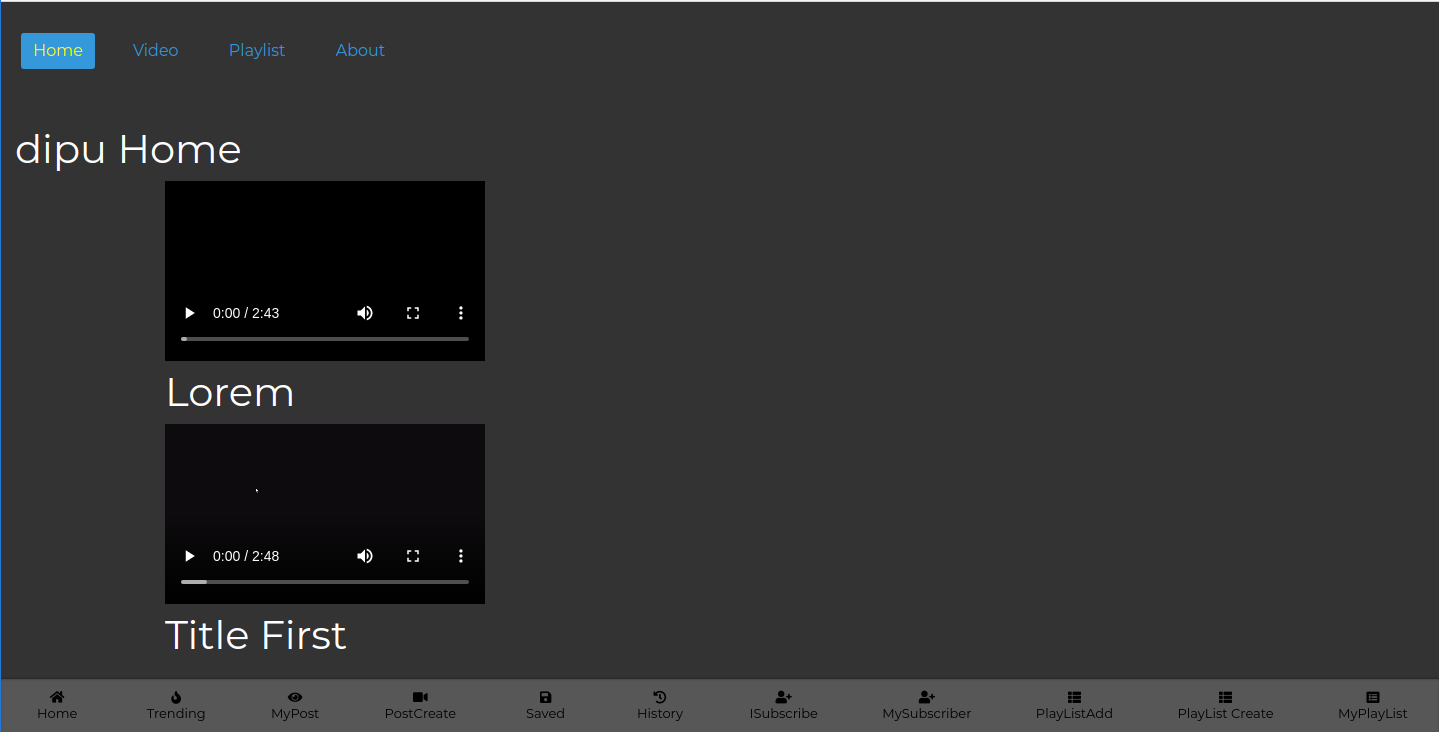 Home Video Playlist About
dipu Home
0:00 / 2:43
Lorem
0:00 / 2:48
Title First
Home Trending MyPost PostCreate Saved History ISubscribe MySubscriber PlayListAdd PlayList Create MyPlayList